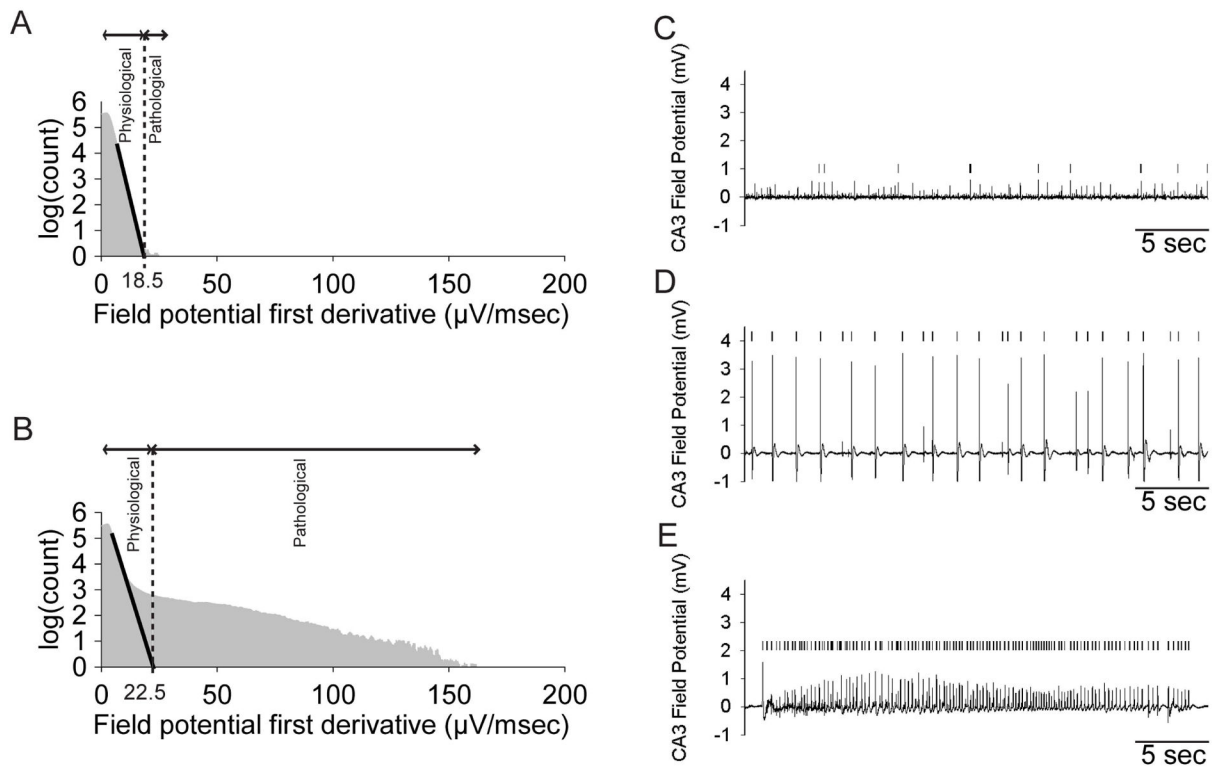 A
Physiological
Pathological
log(count)
6
5
4
3
2
1
0
0
18.5
50
100
150
200
Field potential first derivative (µV/msec)
B
Physiological
Pathological
log(count)
6
5
4
3
2
1
0
0
22.5
50
100
150
200
Field potential first derivative (µV/msec)
C
CA3 Field Potential (mV)
4
3
2
1
0
-1
5 sec
D
CA3 Field Potential (mV)
4
3
2
1
0
-1
5 sec
E
CA3 Field Potential (mV)
4
3
2
1
0
-1
5 sec